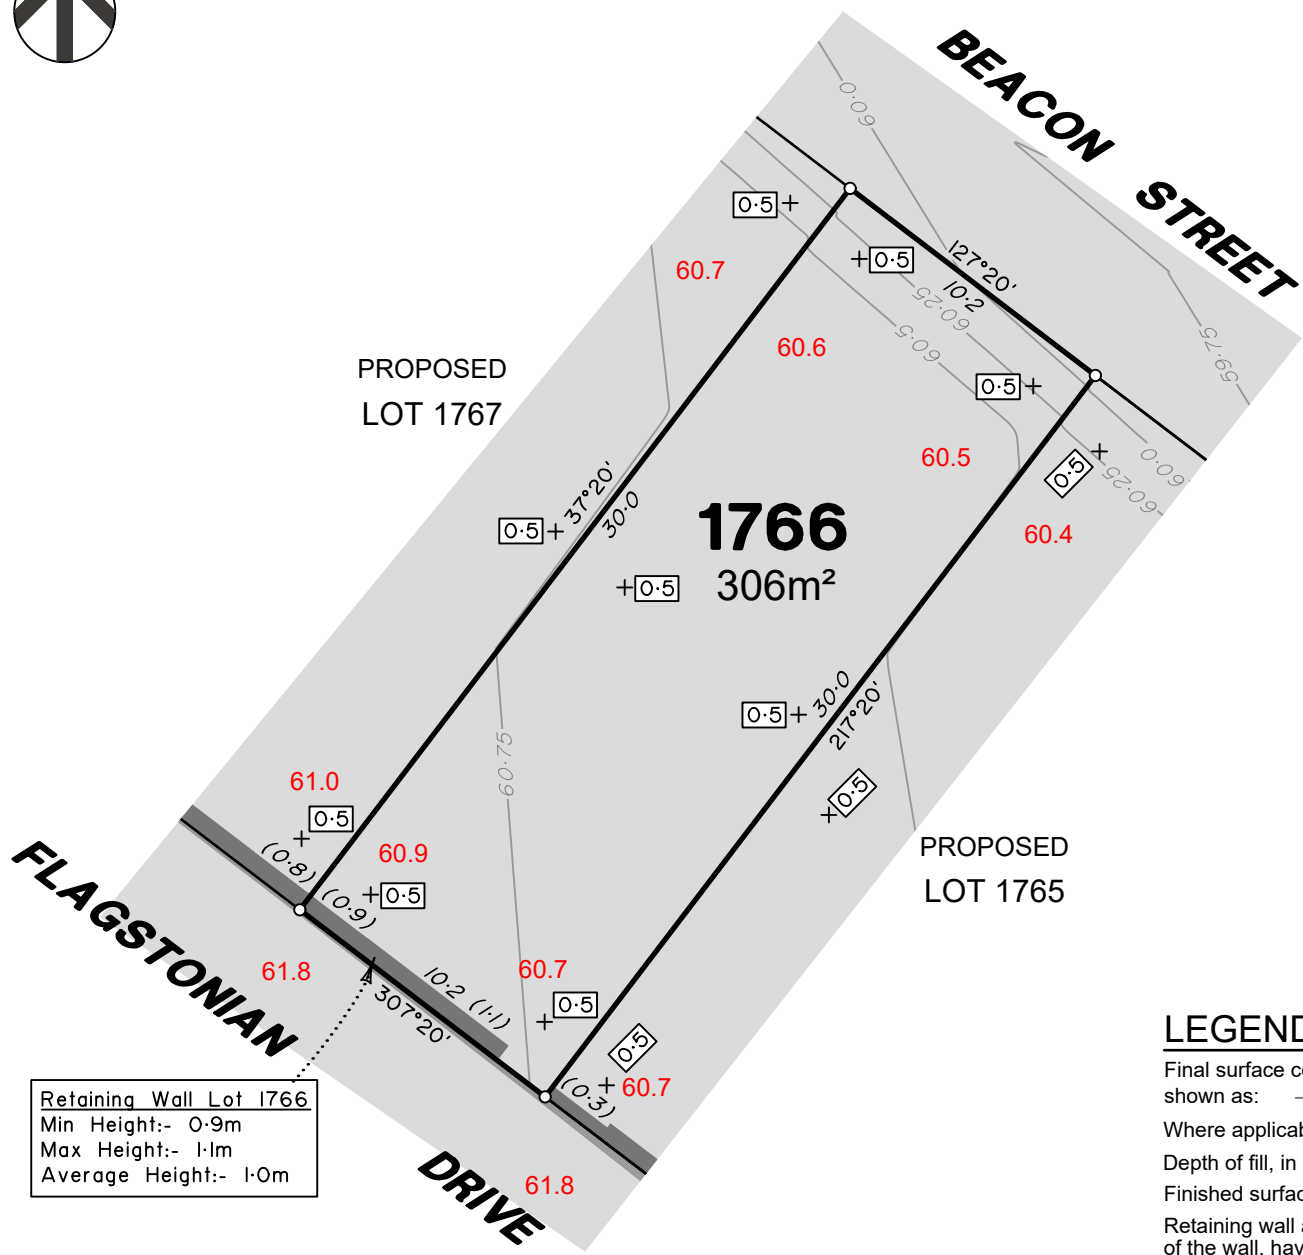 BEACON STREET
60·0
0·5
60.7
0·5
127°20'
10·2
60·25
60·5
60.6
59·75
PROPOSED
LOT 1767
0·5
60.5
0·5
60·0
60·25
60.4
37°20'
30·0
0·5
0·5
1766
306m²
30·0
217°20'
0·5
0·5
60·75
61.0
0·5
(0·8)
60.9
0·5
(0·9)
PROPOSED
LOT 1765
FLAGSTONIAN
61.8
10·2 (1·1)
307°20'
60.7
0·5
0·5
60.7
(0·3)
Retaining Wall Lot 1766
Min Height:- 0·9m
Max Height:- 1·1m
Average Height:- 1·0m
DRIVE
61.8
LEGEND
Final surface co
shown as:
Where applicab
Depth of fill, in
Finished surfac
Retaining wall a
of the wall, hav